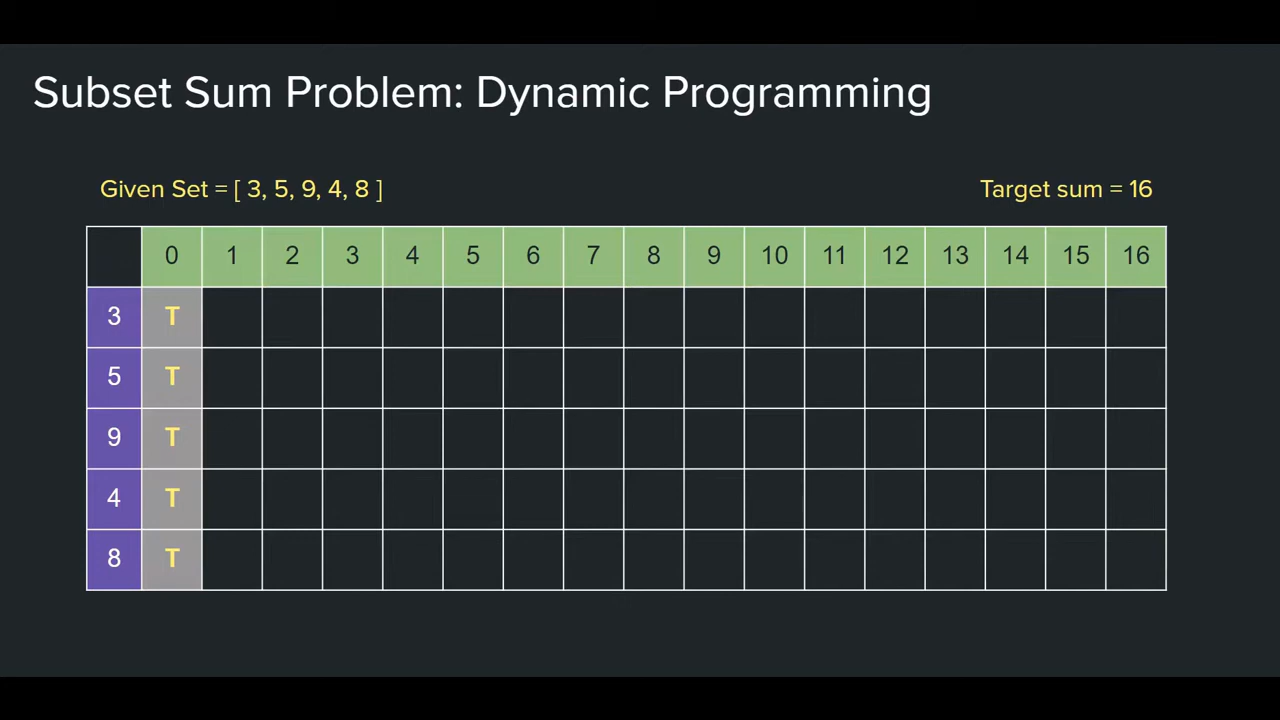 Subset Sum Problem: Dynamic Programming
Given Set = [ 3, 5, 9, 4, 8 ]
Target sum = 16
0 1 2 3 4 5 6 7 8 9 10 11 12 13 14 15 16
3 T
5 T
9 T
4 T
8 T